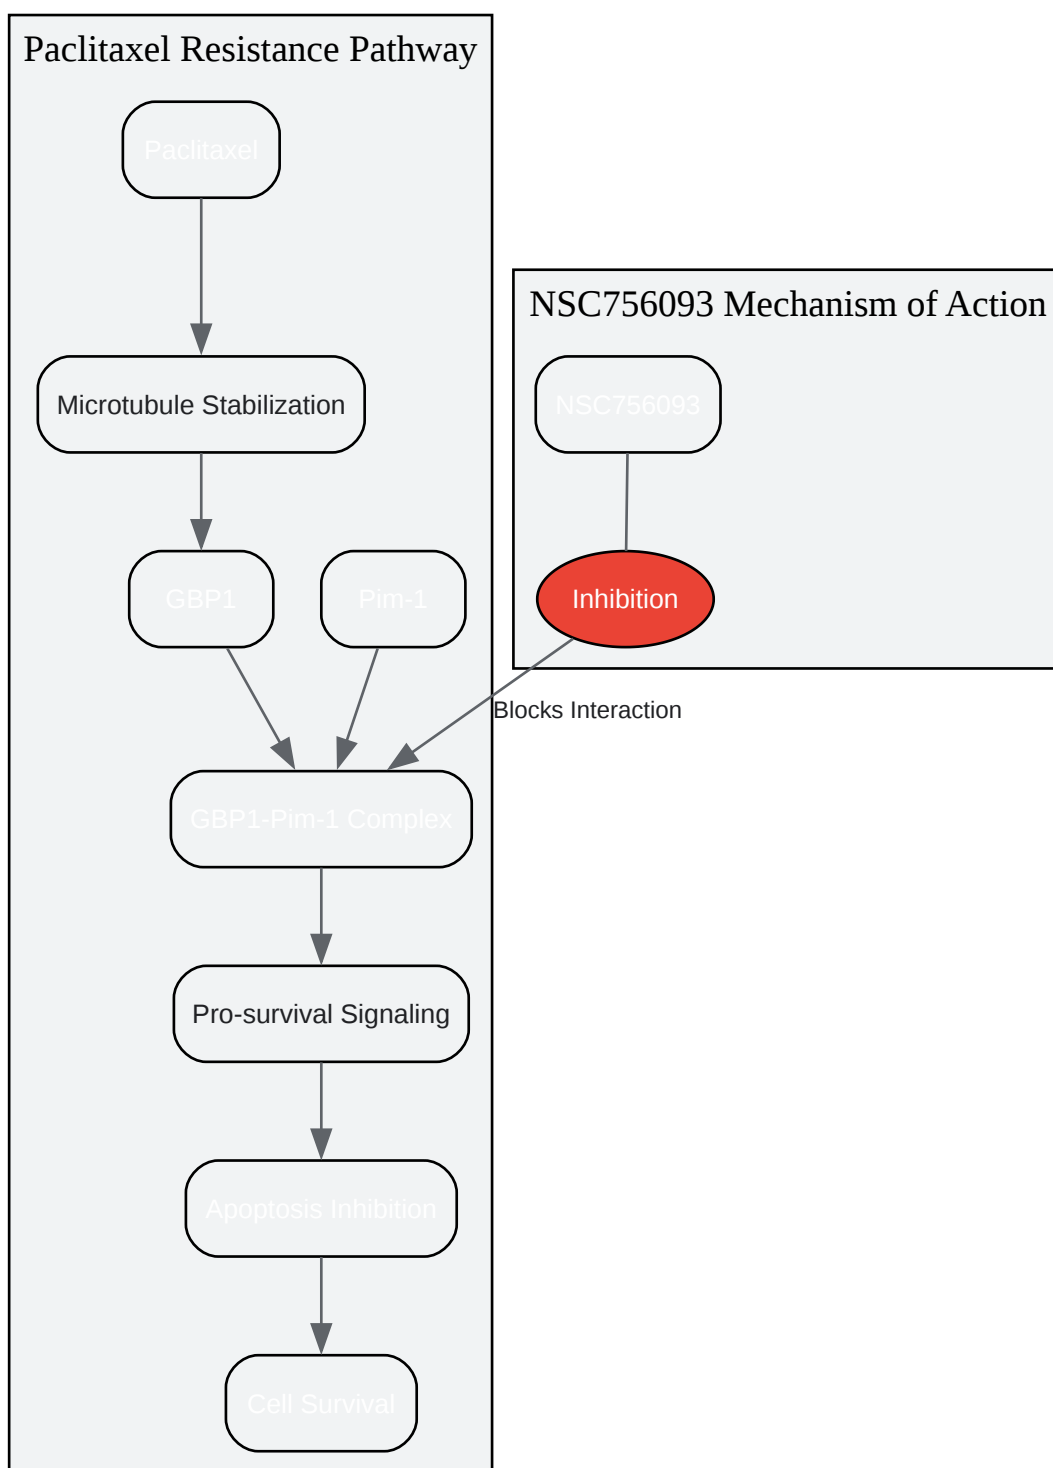 Paclitaxel Resistance Pathway
Paclitaxel
Microtubule Stabilization
GBP1
Pim-1
GBP1-Pim-1 Complex
Pro-survival Signaling
Apoptosis Inhibition
Cell Survival
NSC756093 Mechanism of Action
NSC756093
Inhibition
Blocks Interaction